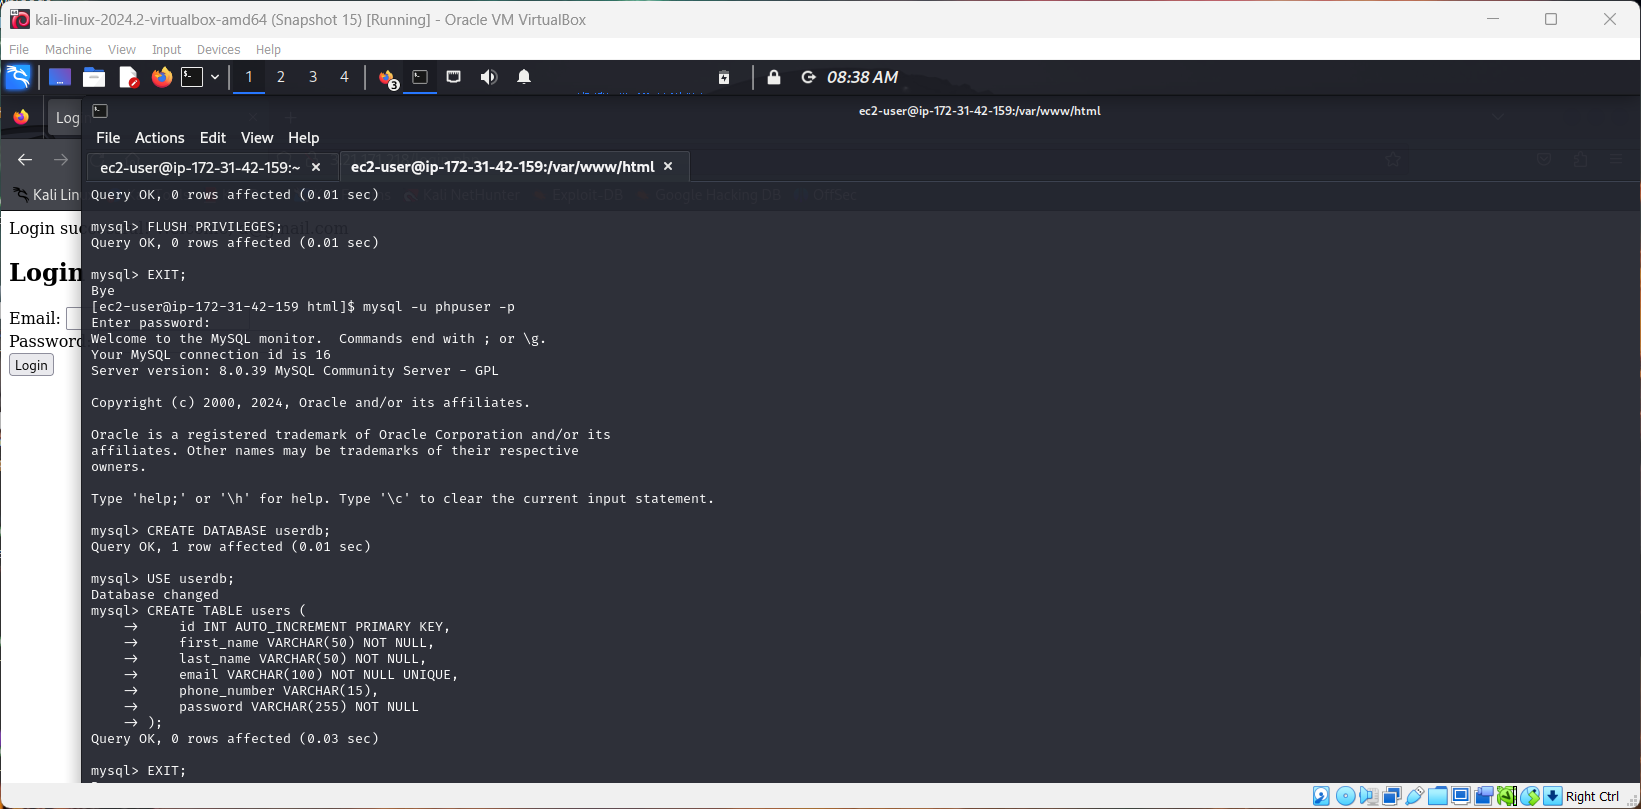 kali-linux-2024.2-virtualbox-amd64 (Snapshot 15) [Running] - Oracle VM VirtualBox
File Machine View Input Devices Help
1 2 3 4 3 08:38 AM
ec2-user@ip-172-31-42-159:/var/www/html
File Actions Edit View Help
ec2-user@ip-172-31-42-159:~ × ec2-user@ip-172-31-42-159:/var/www/html ×
Query OK, 0 rows affected (0.01 sec)
mysql> FLUSH PRIVILEGES;
Query OK, 0 rows affected (0.01 sec)
mysql> EXIT;
Bye
[ec2-user@ip-172-31-42-159 html]$ mysql -u phpuser -p
Enter password:
Welcome to the MySQL monitor.  Commands end with ; or \g.
Your MySQL connection id is 16
Server version: 8.0.39 MySQL Community Server - GPL
Copyright (c) 2000, 2024, Oracle and/or its affiliates.
Oracle is a registered trademark of Oracle Corporation and/or its
affiliates. Other names may be trademarks of their respective
owners.
Type 'help;' or '\h' for help. Type '\c' to clear the current input statement.
mysql> CREATE DATABASE userdb;
Query OK, 1 row affected (0.01 sec)
mysql> USE userdb;
Database changed
mysql> CREATE TABLE users (
→ id INT AUTO_INCREMENT PRIMARY KEY,
→ first_name VARCHAR(50) NOT NULL,
→ last_name VARCHAR(50) NOT NULL,
→ email VARCHAR(100) NOT NULL UNIQUE,
→ phone_number VARCHAR(15),
→ password VARCHAR(255) NOT NULL
→ );
Query OK, 0 rows affected (0.03 sec)
mysql> EXIT;
Kali NetHunter Exploit-DB Google Hacking DB OffSec
Login
Email:
Password
Login
Right Ctrl